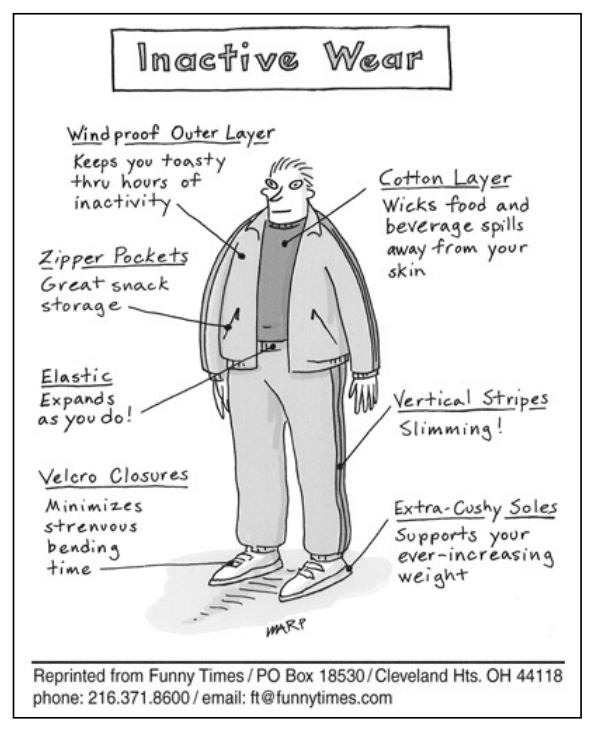 Inactive Wear
Windproof Outer Layer
Keeps you toasty
thru hours of
inactivity
Cotton Layer
Wicks food and
beverage spills
away from your
skin
Zipper Pockets
Great snack
storage
Elastic
Expands
as you do!
Vertical Stripes
Slimming!
Velcro Closures
Minimizes
strenuous
bending
time
Extra-Cushy Soles
Supports your
ever-increasing
weight
WARP
Reprinted from Funny Times / PO Box 18530 / Cleveland Hts. OH 44118
phone: 216.371.8600 / email: ft@funnytimes.com